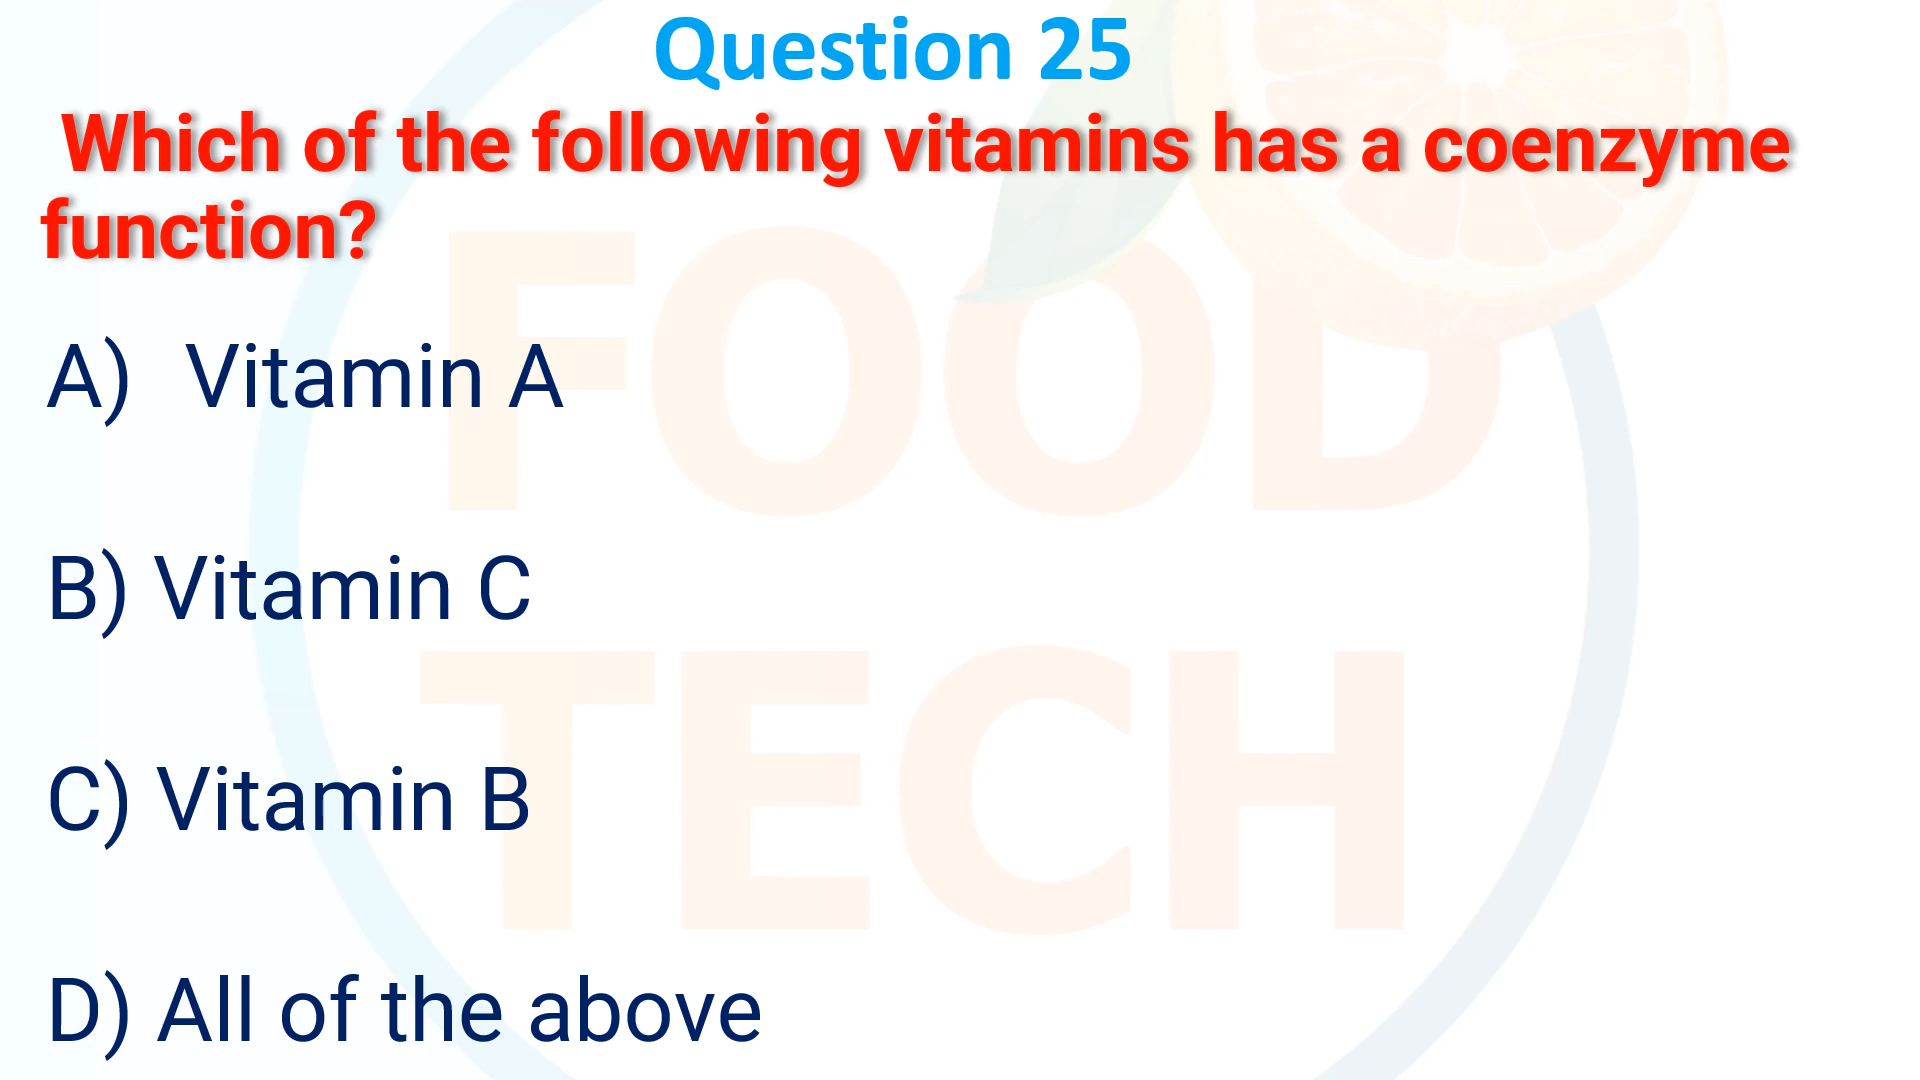 Question 25
Which of the following vitamins has a coenzyme
function?
FOOD
A) Vitamin A
B) Vitamin C
TECH
C) Vitamin B
D) All of the above